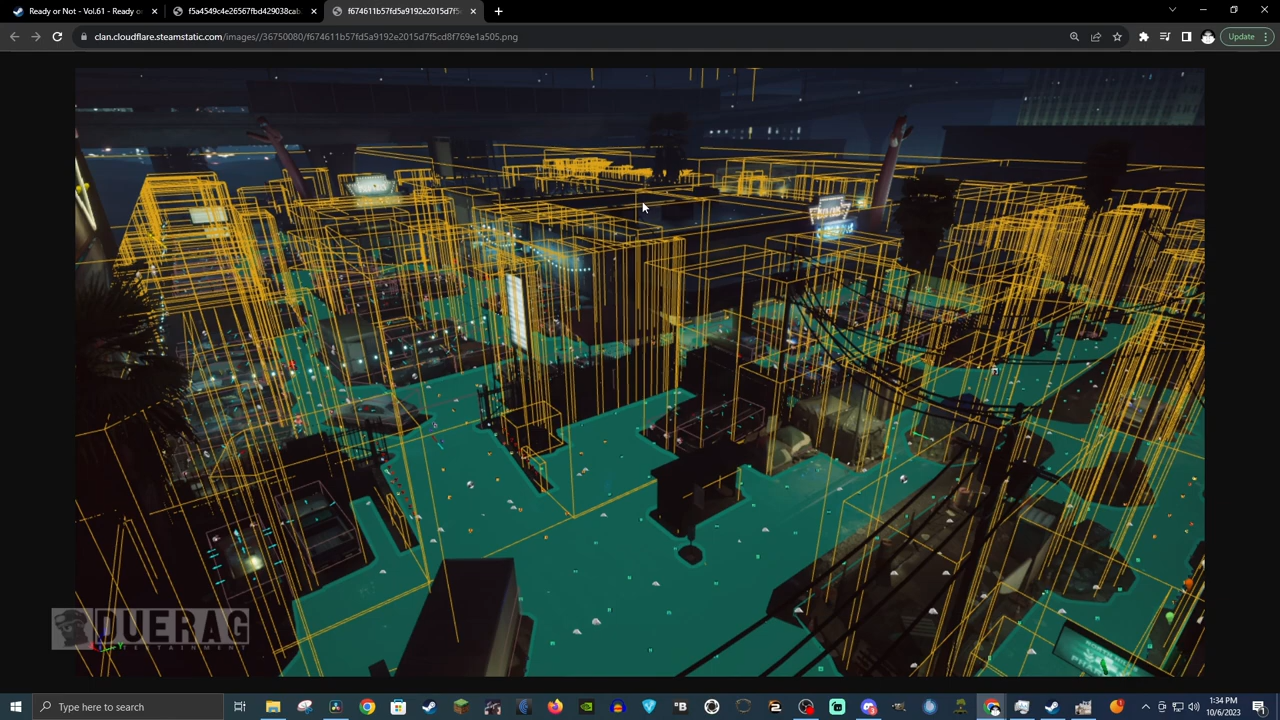 Ready or Not - Vol.61 - Ready o
f5a4549c4e26567fbd429038cab
f674611b57fd5a9192e2015d7f5c
clan.cloudflare.steamstatic.com/images//36750080/f674611b57fd5a9192e2015d7f5cd8f769e1a505.png
Update
DUERAG
Type here to search
1:34 PM
10/6/2023